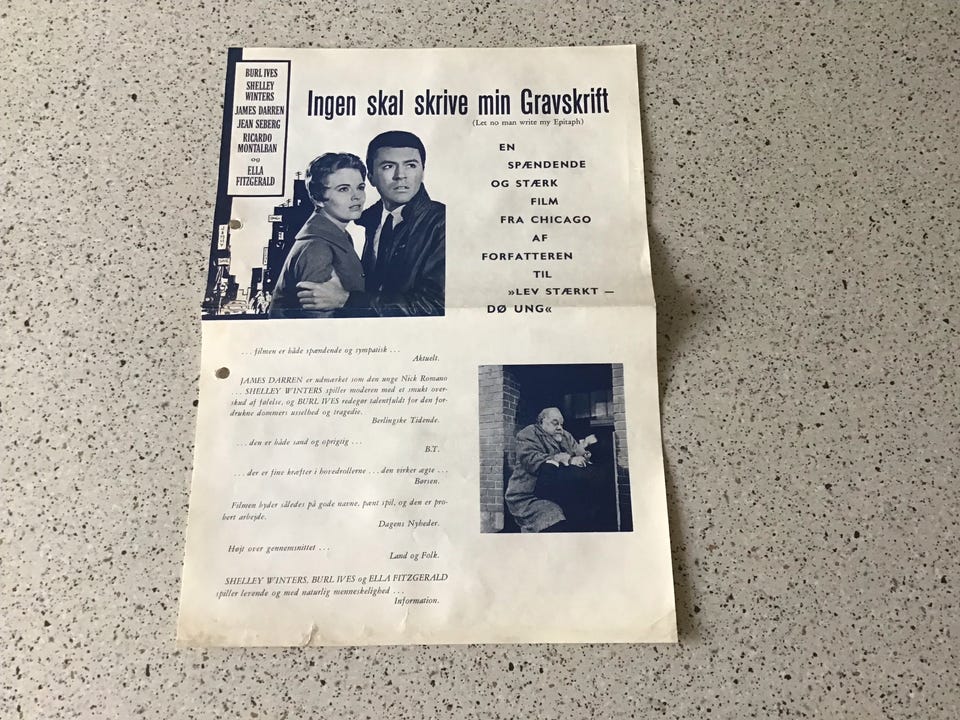 BURL IVES
SHELLEY
WINTERS
JAMES DARREN
JEAN SEBERG
RICARDO
MONTALBAN
og
ELLA
FITZGERALD
Ingen skal skrive min Gravskrift
(Let no man write my Epitaph)
EN
SPÆNDENDE
OG STÆRK
FILM
FRA CHICAGO
AF
FORFATTEREN
TIL
»LEV STÆRKT —
DØ UNG«
... filmen er både spændende og sympatisk ...
Aktuelt.
JAMES DARREN er udmærket som den unge Nick Romano
... SHELLEY WINTERS spiller moderen med et smukt over-
skud af følelse, og BURL IVES redegør talentfuldt for den for-
drukne dommers usselhed og tragedie.
Berlingske Tidende.
... den er både sand og oprigtig ...
B.T.
... der er fine kræfter i hovedrollerne ... den virker ægte ...
Børsen.
Filmen byder således på gode navne, pænt spil, og den er pro-
bert arbejde.
Dagens Nyheder.
Højt over gennemsnittet ...
Land og Folk.
SHELLEY WINTERS, BURL IVES og ELLA FITZGERALD
spiller levende og med naturlig menneskelighed ...
Information.